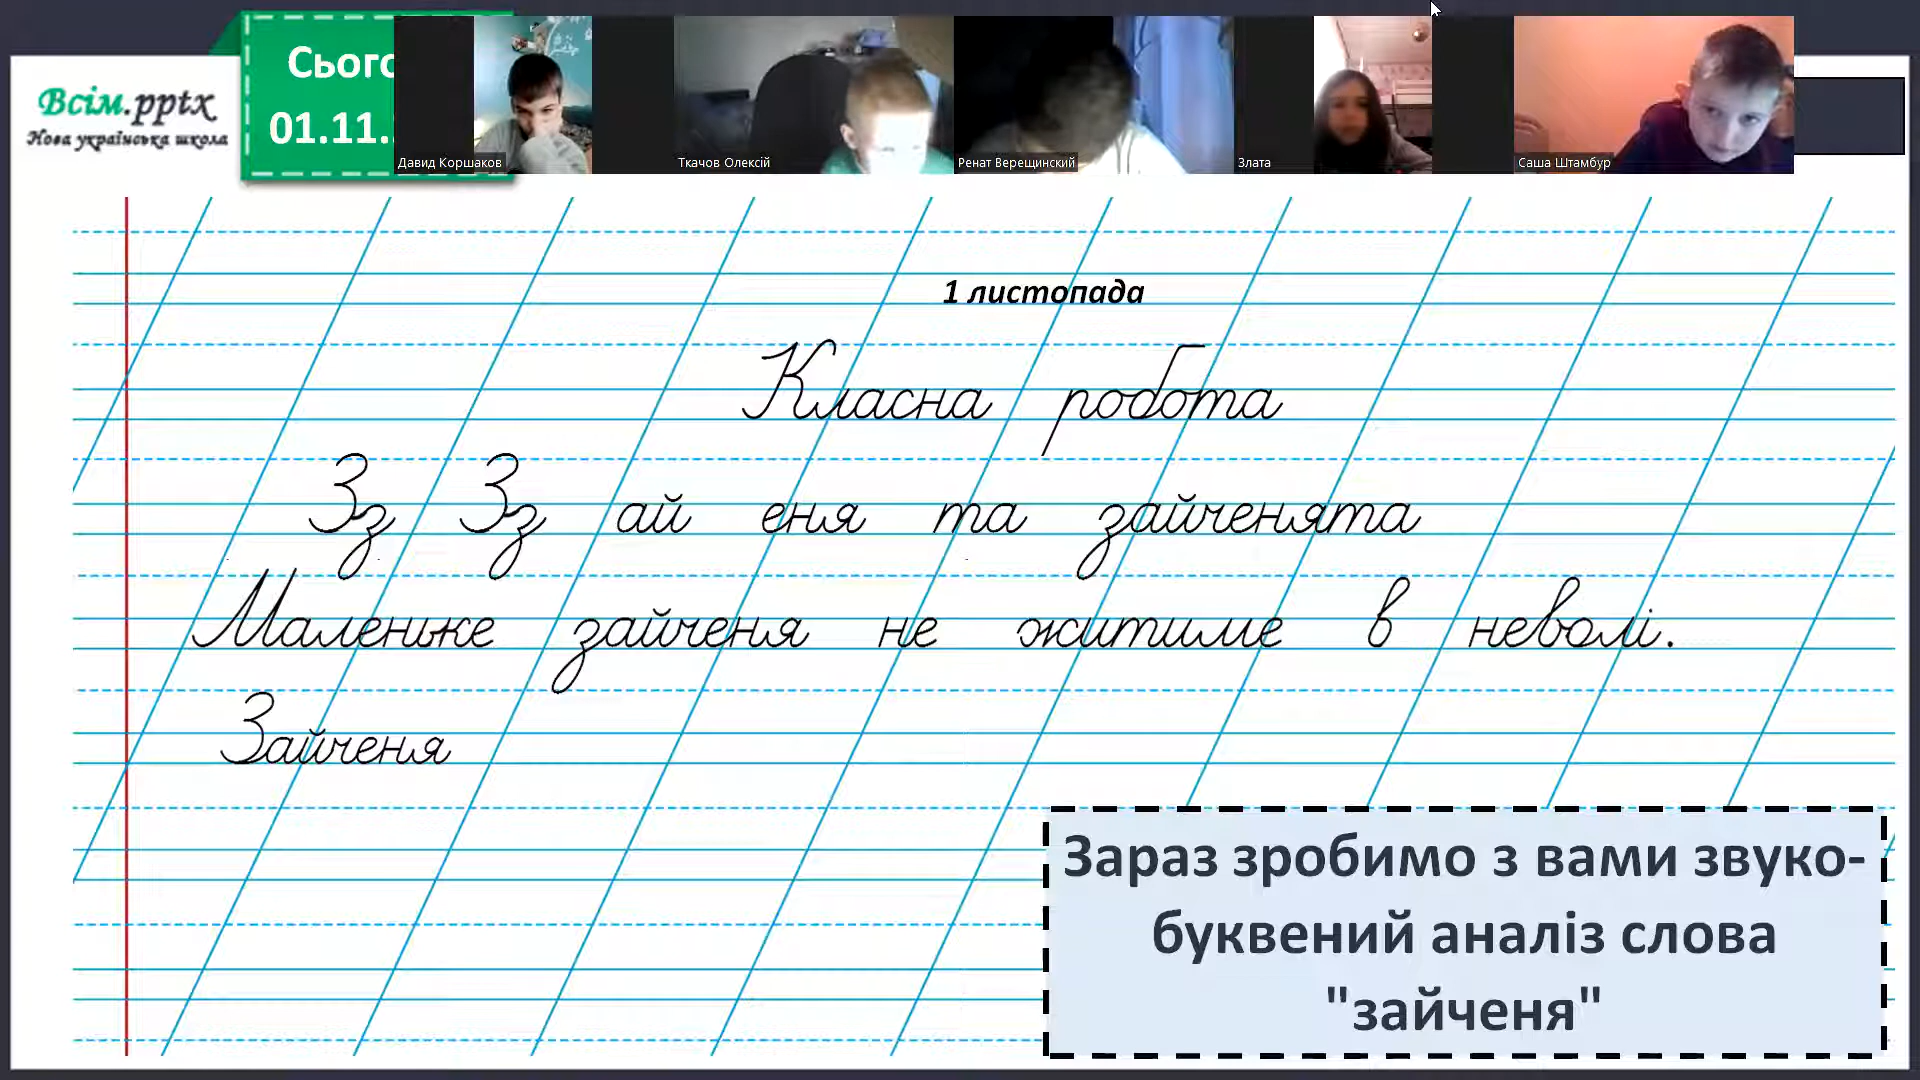 Сього
01.11.
Всім.pptx
Нова українська школа
Давид Коршаков
Ткачов Олексій
Ренат Верещинский
Злата
Саша Штамбур
1 листопада
Класна робота
Зз Зз ай еня та зайченята
Маленьке зайченя не житиме в неволі.
Зайченя
Зараз зробимо з вами звуко-
буквений аналіз слова
"зайченя"